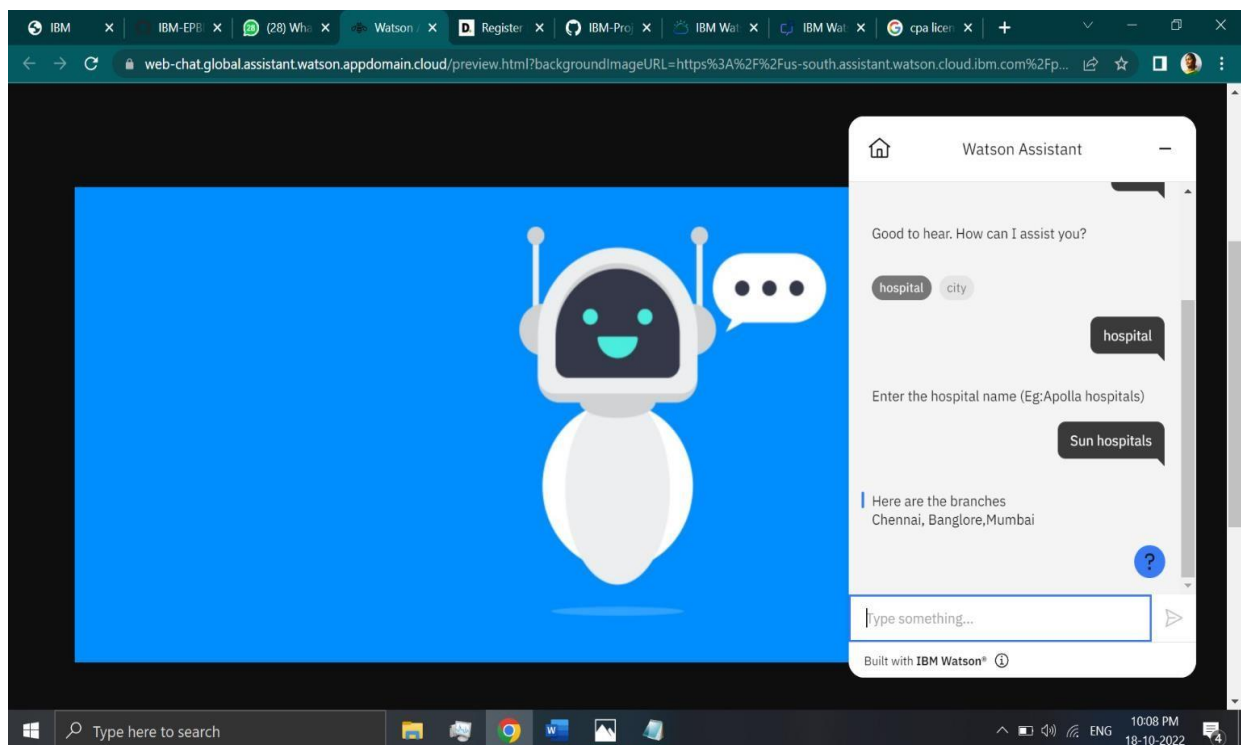 IBM
IBM-EPB
(28) Wha
Watson A
D. Register
IBM-Proj
IBM Wat
IBM Wat
G cpa licen
web-chat.global.assistant.watson.appdomain.cloud/preview.html?backgroundImageURL=https%3A%2F%2Fus-south.assistant.watson.cloud.ibm.com%2Fp...
Watson Assistant
Good to hear. How can I assist you?
hospital city
hospital
Enter the hospital name (Eg:Apolla hospitals)
Sun hospitals
Here are the branches
Chennai, Banglore,Mumbai
?
Type something...
Built with IBM Watson®
Type here to search
ENG
10:08 PM
18-10-2022
4